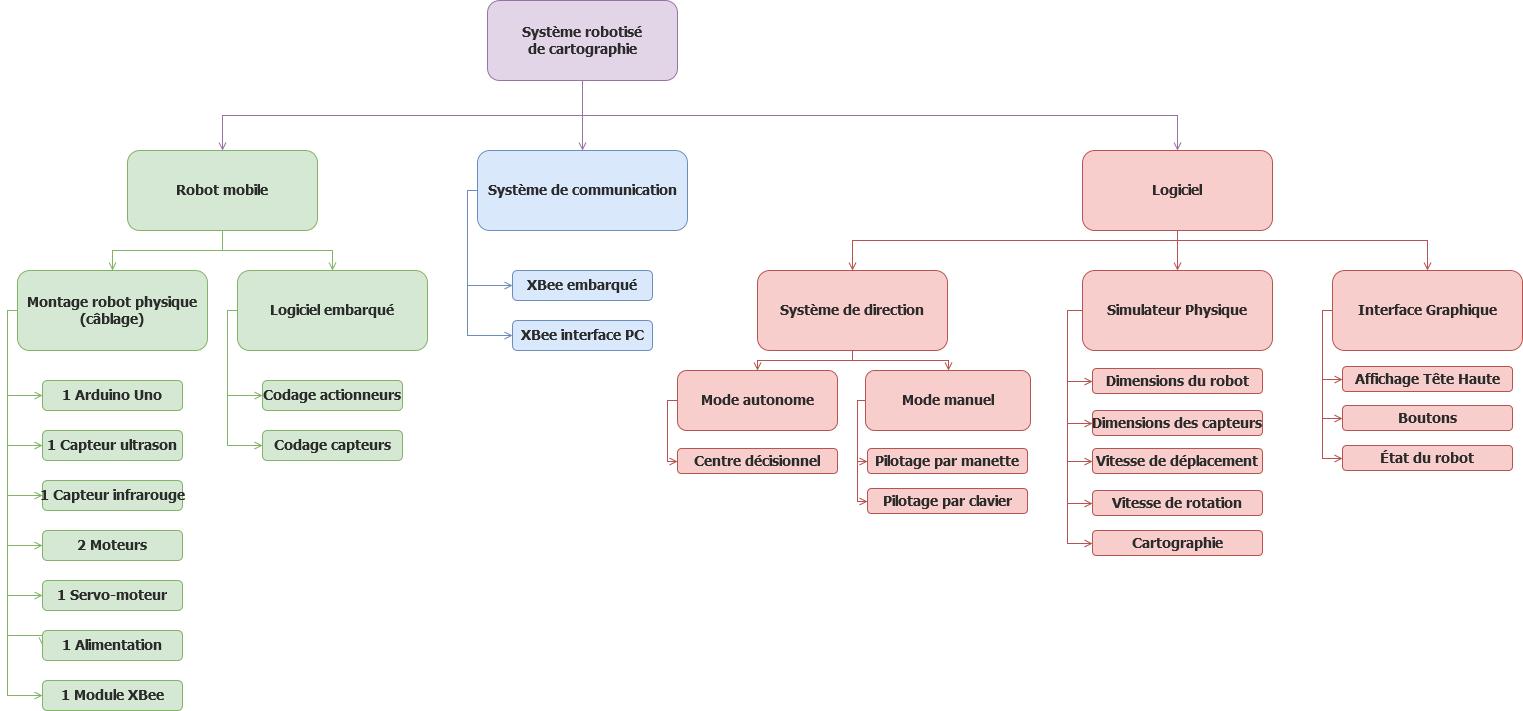 Système robotisé
de cartographie
Robot mobile
Système de communication
Logiciel
Montage robot physique
(câblage)
Logiciel embarqué
XBee embarqué
XBee interface PC
Système de direction
Simulateur Physique
Interface Graphique
1 Arduino Uno
1 Capteur ultrason
1 Capteur infrarouge
2 Moteurs
1 Servo-moteur
1 Alimentation
1 Module XBee
Codage actionneurs
Codage capteurs
Mode autonome
Mode manuel
Centre décisionnel
Pilotage par manette
Pilotage par clavier
Dimensions du robot
Dimensions des capteurs
Vitesse de déplacement
Vitesse de rotation
Cartographie
Affichage Tête Haute
Boutons
État du robot